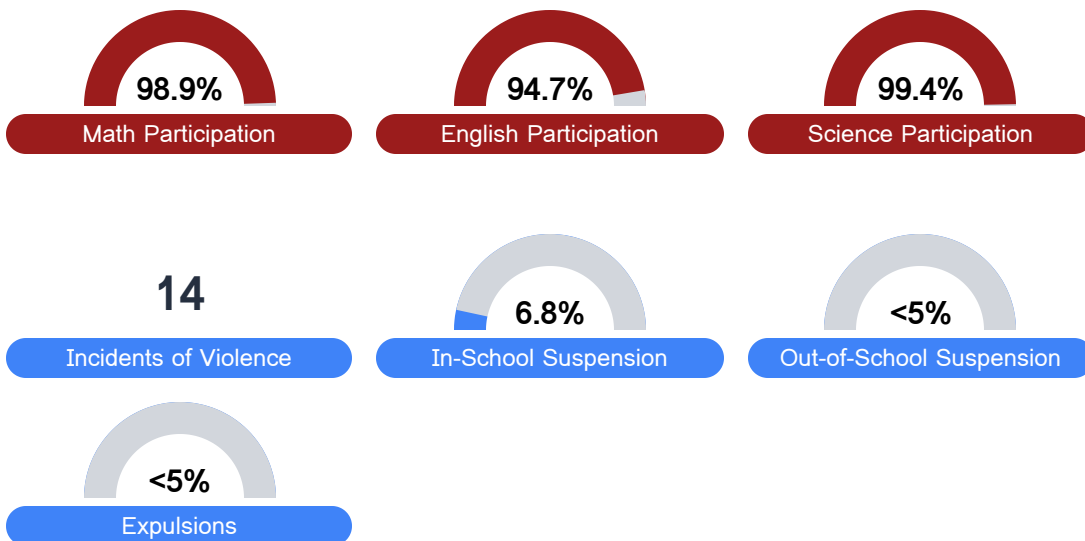 98.9%
Math Participation
94.7%
English Participation
99.4%
Science Participation
14
Incidents of Violence
6.8%
In-School Suspension
<5%
Out-of-School Suspension
<5%
Expulsions